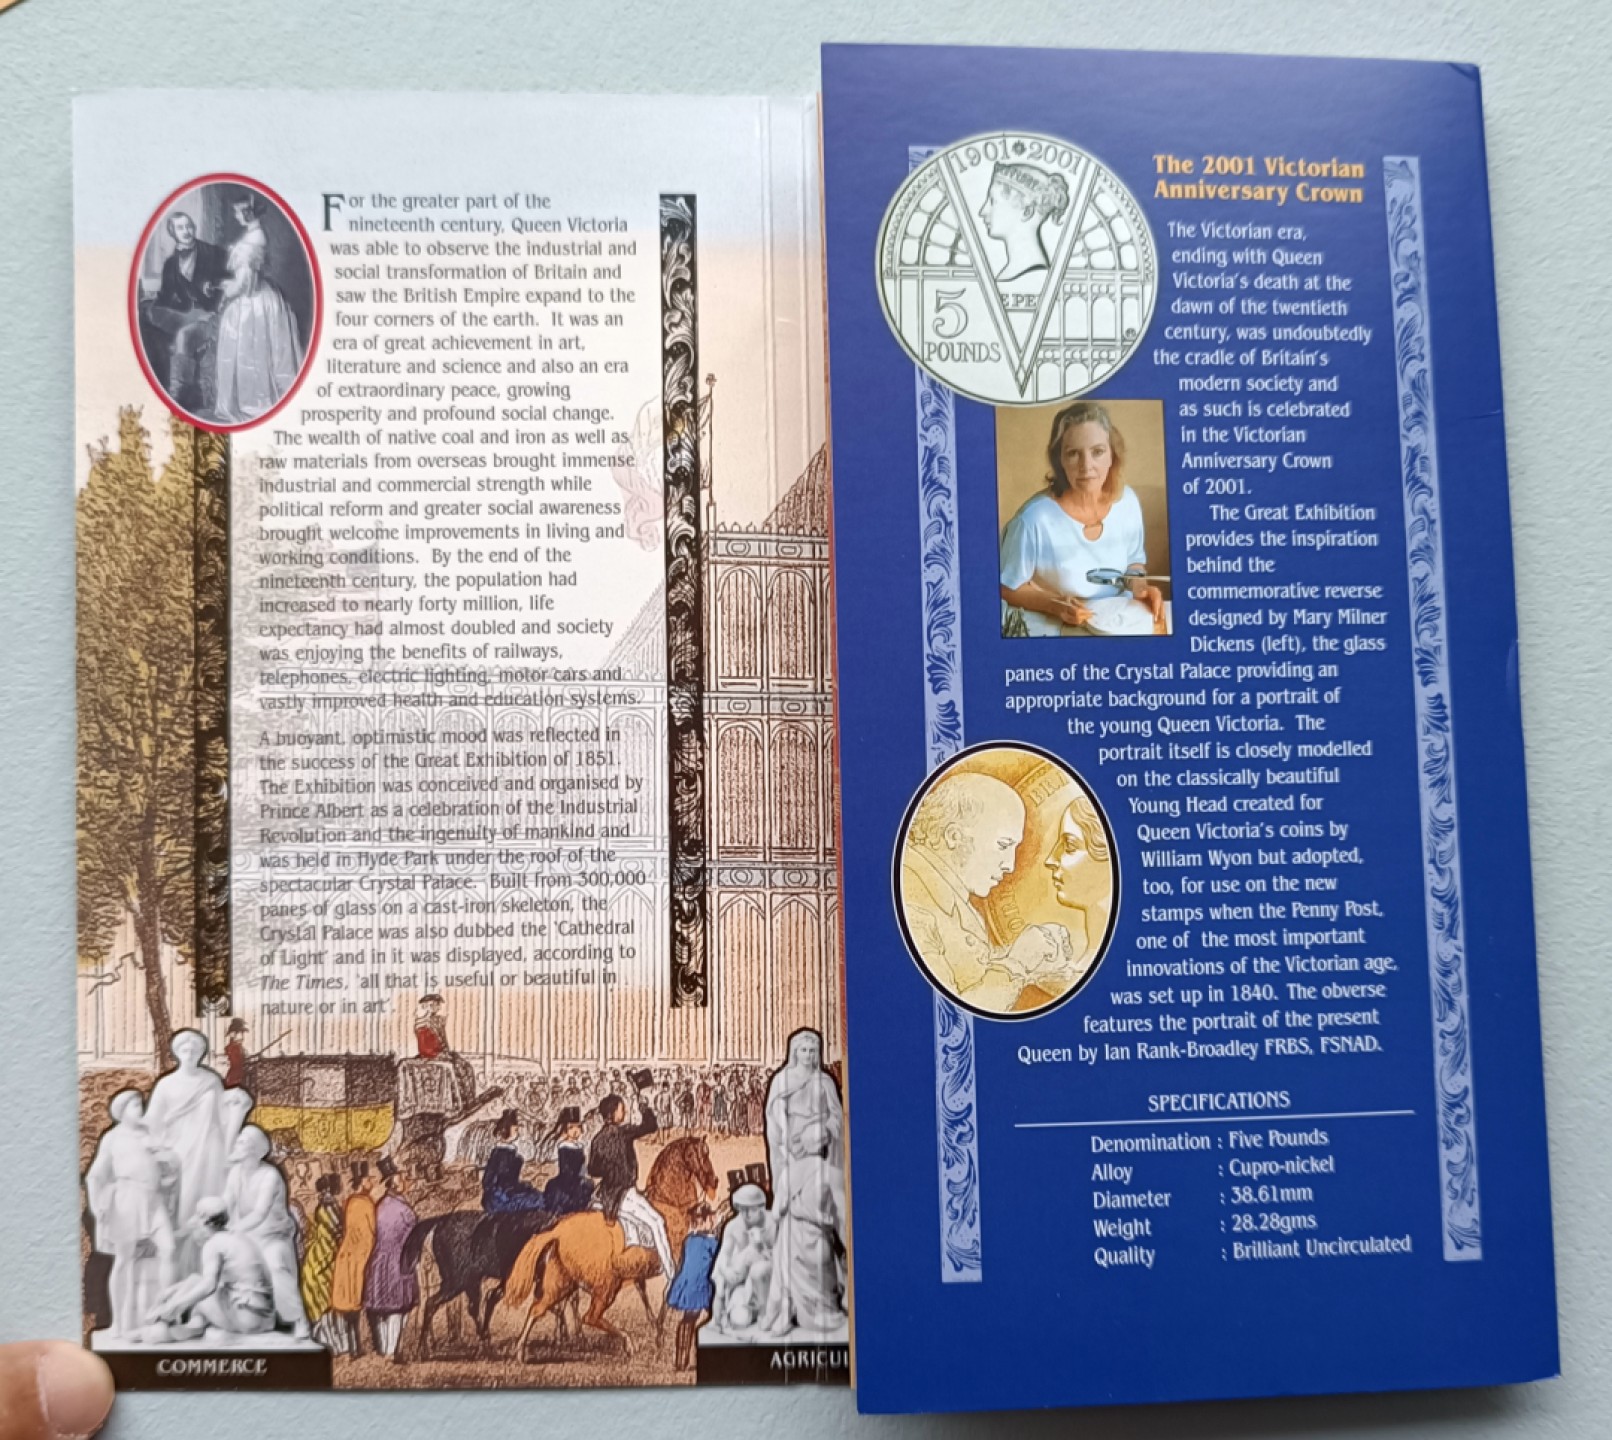 For the greater part of the
nineteenth century, Queen Victoria
was able to observe the industrial and
social transformation of Britain and
saw the British Empire expand to the
four corners of the earth. It was an
era of great achievement in art,
literature and science and also an era
of extraordinary peace, growing
prosperity and profound social change.
The wealth of native coal and iron as well as
raw materials from overseas brought immense
industrial and commercial strength while
political reform and greater social awareness
brought welcome improvements in living and
working conditions. By the end of the
nineteenth century, the population had
increased to nearly forty million, life
expectancy had almost doubled and society
was enjoying the benefits of railways,
telephones, electric lighting, motor cars and
vastly improved health and education systems.
A buoyant, optimistic mood was reflected in
the success of the Great Exhibition of 1851.
The Exhibition was conceived and organised by
Prince Albert as a celebration of the Industrial
Revolution and the ingenuity of mankind and
was held in Hyde Park under the roof of the
spectacular Crystal Palace. Built from 300,000
panes of glass on a cast-iron skeleton, the
Crystal Palace was also dubbed the 'Cathedral
of Light' and in it was displayed, according to
The Times, 'all that is useful or beautiful in
nature or in art'.
COMMERCE
AGRICUL
1901 2001
5
POUNDS
The 2001 Victorian
Anniversary Crown
The Victorian era,
ending with Queen
Victoria's death at the
dawn of the twentieth
century, was undoubtedly
the cradle of Britain's
modern society and
as such is celebrated
in the Victorian
Anniversary Crown
of 2001.
The Great Exhibition
provides the inspiration
behind the
commemorative reverse
designed by Mary Milner
Dickens (left), the glass
panes of the Crystal Palace providing an
appropriate background for a portrait of
the young Queen Victoria. The
portrait itself is closely modelled
on the classically beautiful
Young Head created for
Queen Victoria's coins by
William Wyon but adopted,
too, for use on the new
stamps when the Penny Post,
one of the most important
innovations of the Victorian age,
was set up in 1840. The obverse
features the portrait of the present
Queen by Ian Rank-Broadley FRBS, FSNAD.
SPECIFICATIONS
Denomination : Five Pounds
Alloy : Cupro-nickel
Diameter : 38.61mm
Weight : 28.28gms
Quality : Brilliant Uncirculated